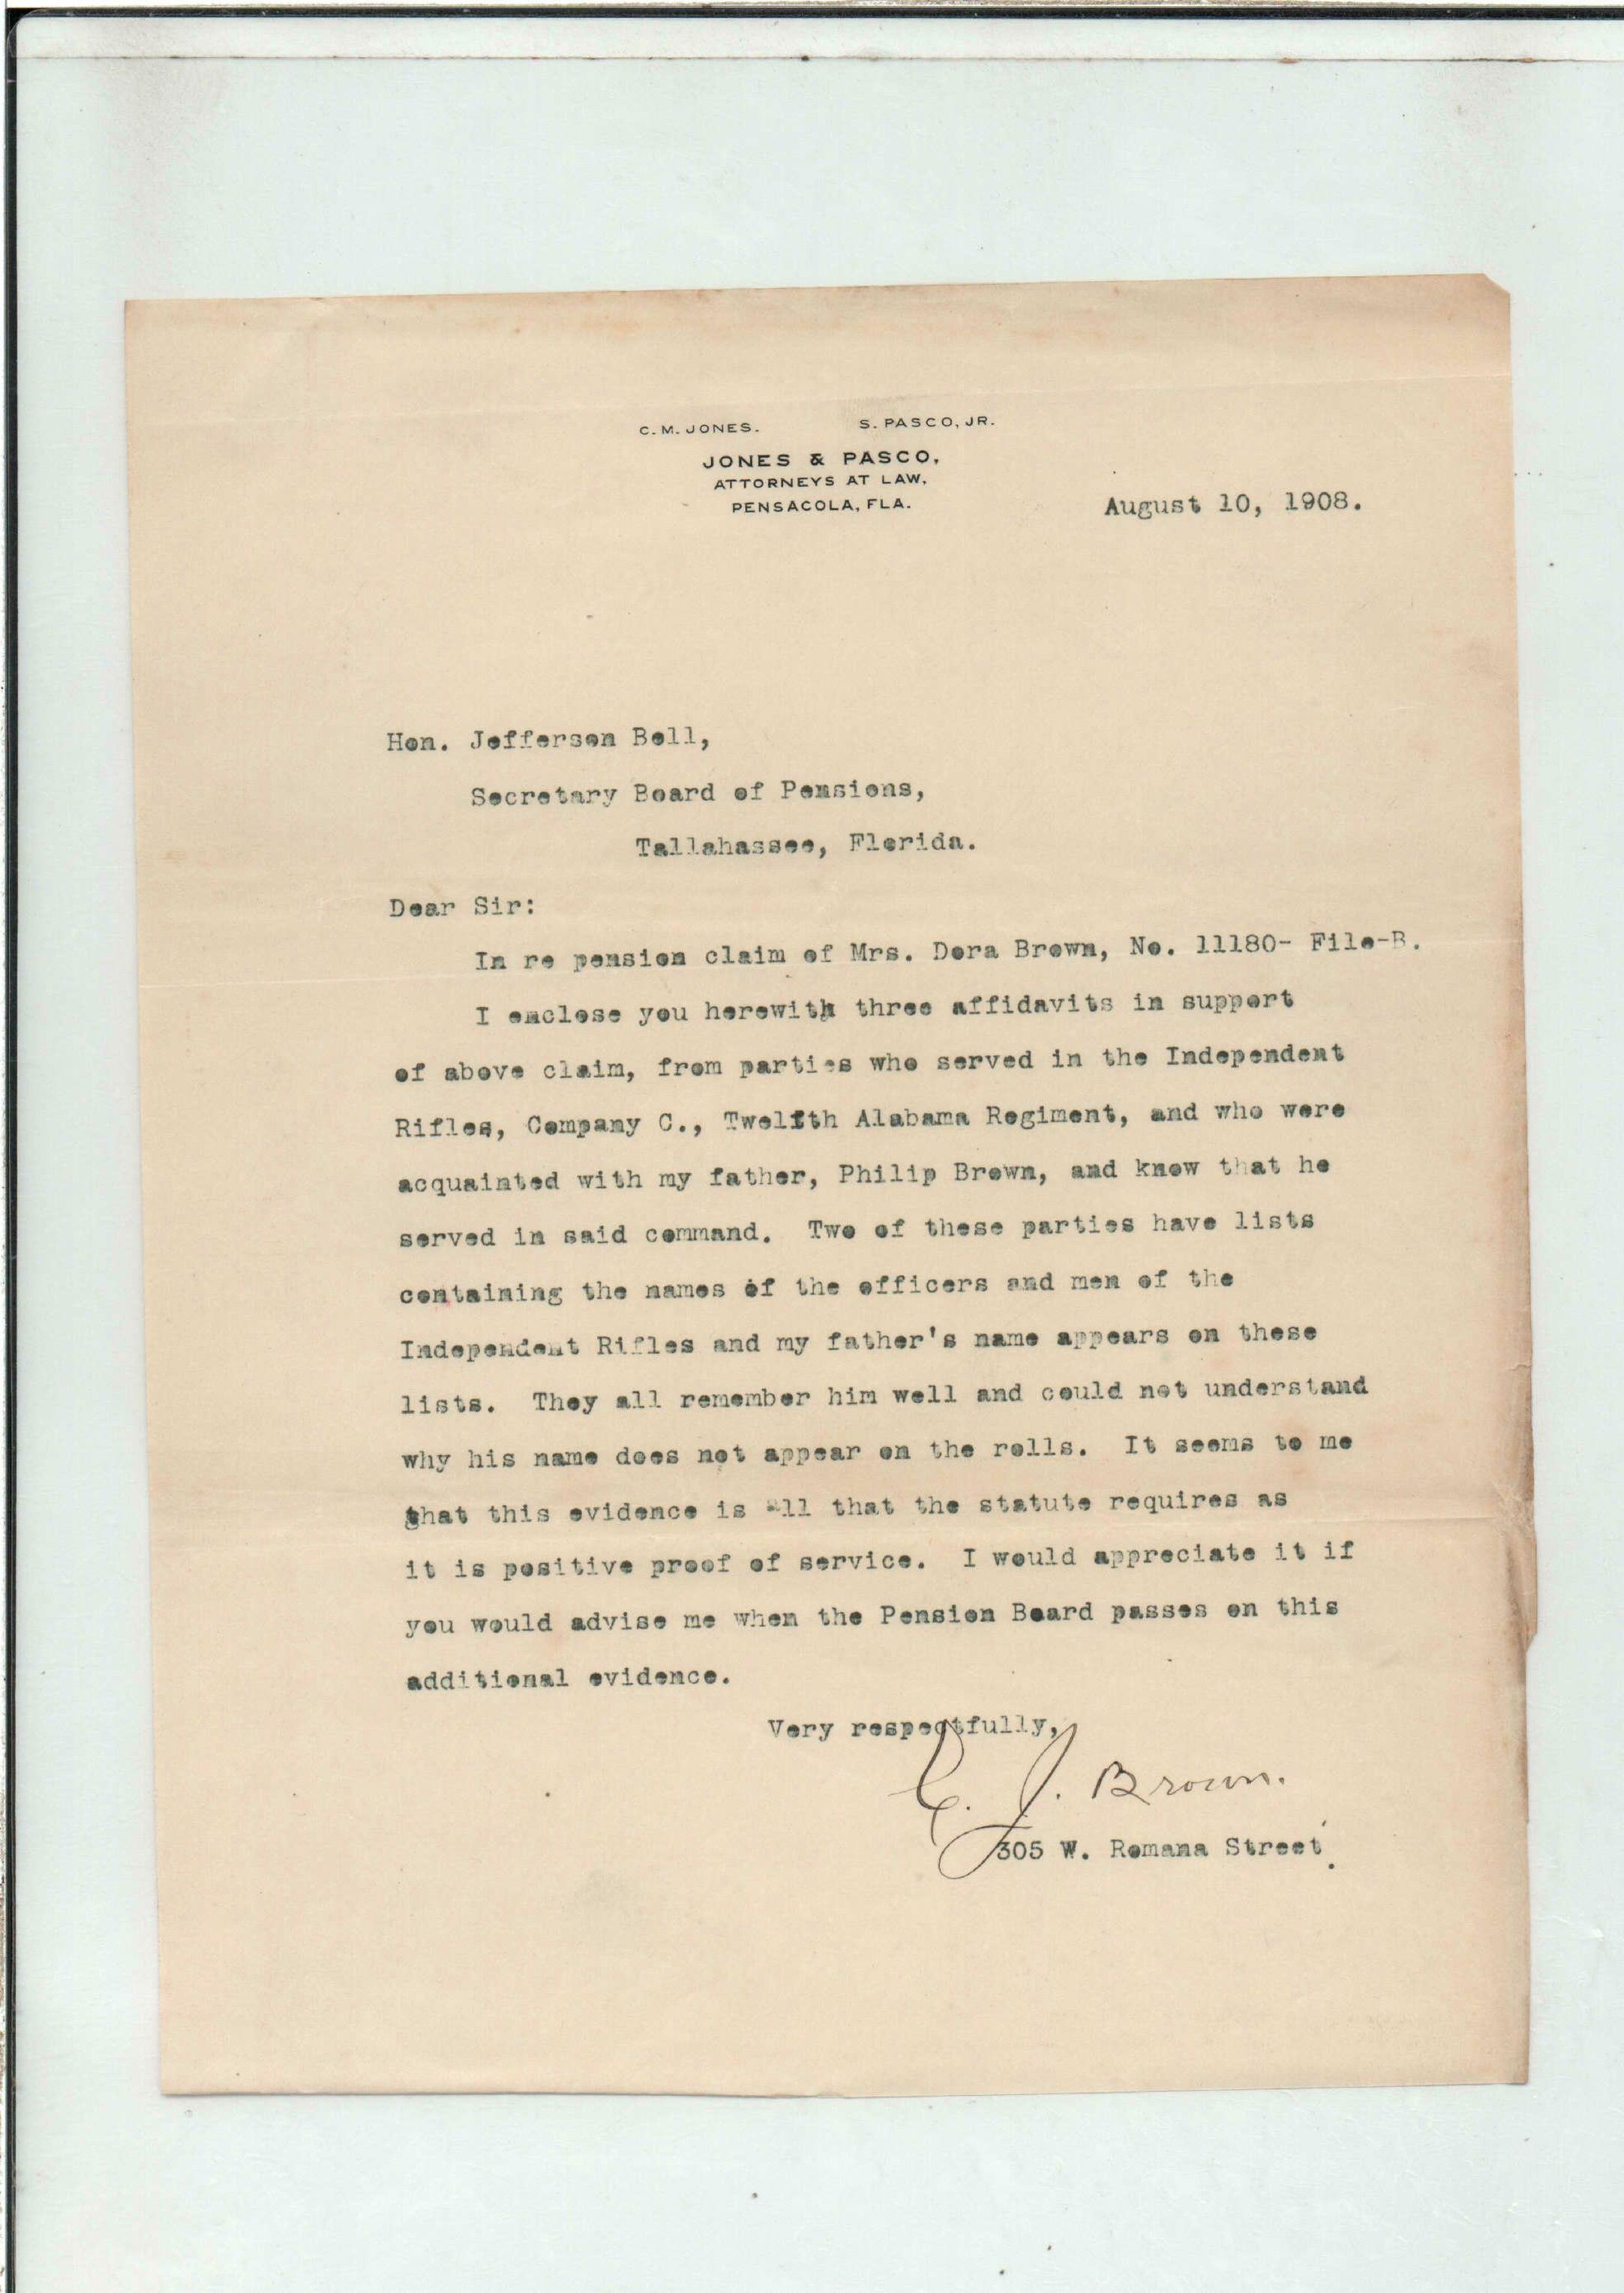 C. M. JONES. S. PASCO, JR.
JONES & PASCO,
ATTORNEYS AT LAW,
PENSACOLA, FLA.
August 10, 1908.
Hon. Jefferson Bell,
Secretary Board of Pensions,
Tallahassee, Florida.
Dear Sir:
In re pension claim of Mrs. Dora Brown, No. 11180- File-B.
I enclose you herewith three affidavits in support
of above claim, from parties who served in the Independent
Rifles, Company C., Twelfth Alabama Regiment, and who were
acquainted with my father, Philip Brown, and know that he
served in said command. Two of these parties have lists
containing the names of the officers and men of the
Independent Rifles and my father's name appears on these
lists. They all remember him well and could not understand
why his name does not appear on the rolls. It seems to me
that this evidence is all that the statute requires as
it is positive proof of service. I would appreciate it if
you would advise me when the Pension Board passes on this
additional evidence.
Very respectfully,
J. Brown.
305 W. Romana Street.